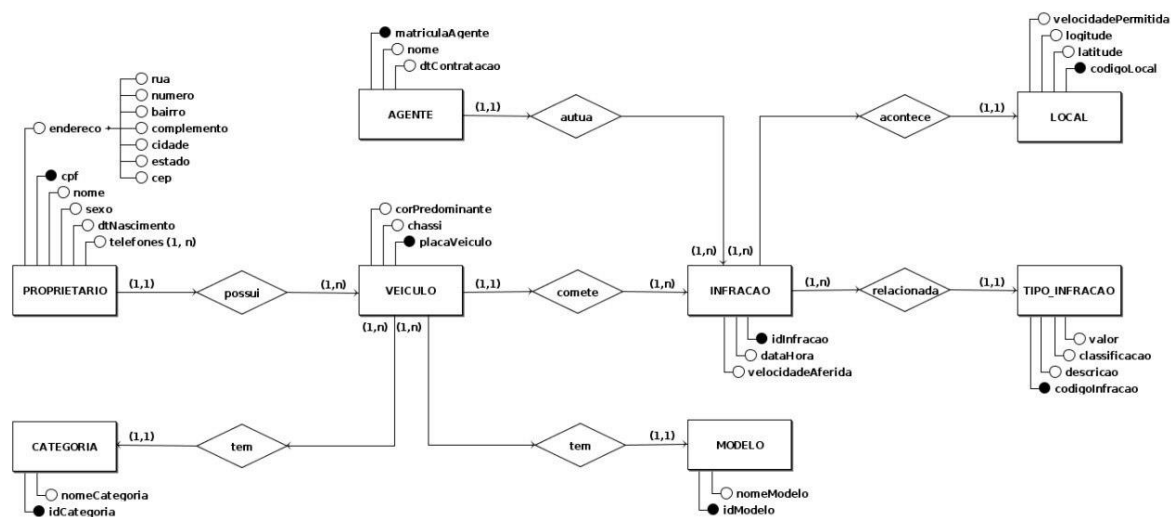 matriculaAgente
nome
dtContratacao
AGENTE
(1,1)
autua
velocidadePermitida
logitude
latitude
codigoLocal
(1,1)
acontece
LOCAL
rua
numero
bairro
endereco
complemento
cidade
estado
cep
cpf
nome
sexo
dtNascimento
telefones (1, n)
PROPRIETARIO
(1,1)
possui
(1,n)
corPredominante
chassi
placaVeiculo
VEICULO
(1,1)
comete
(1,n)
(1,n) (1,n)
INFRACAO
(1,n)
relacionada
(1,1)
TIPO_INFRACAO
(1,n) (1,n)
idInfracao
dataHora
velocidadeAferida
valor
classificacao
descricao
codigoInfracao
CATEGORIA
(1,1)
tem
tem
(1,1)
MODELO
nomeCategoria
idCategoria
nomeModelo
idModelo